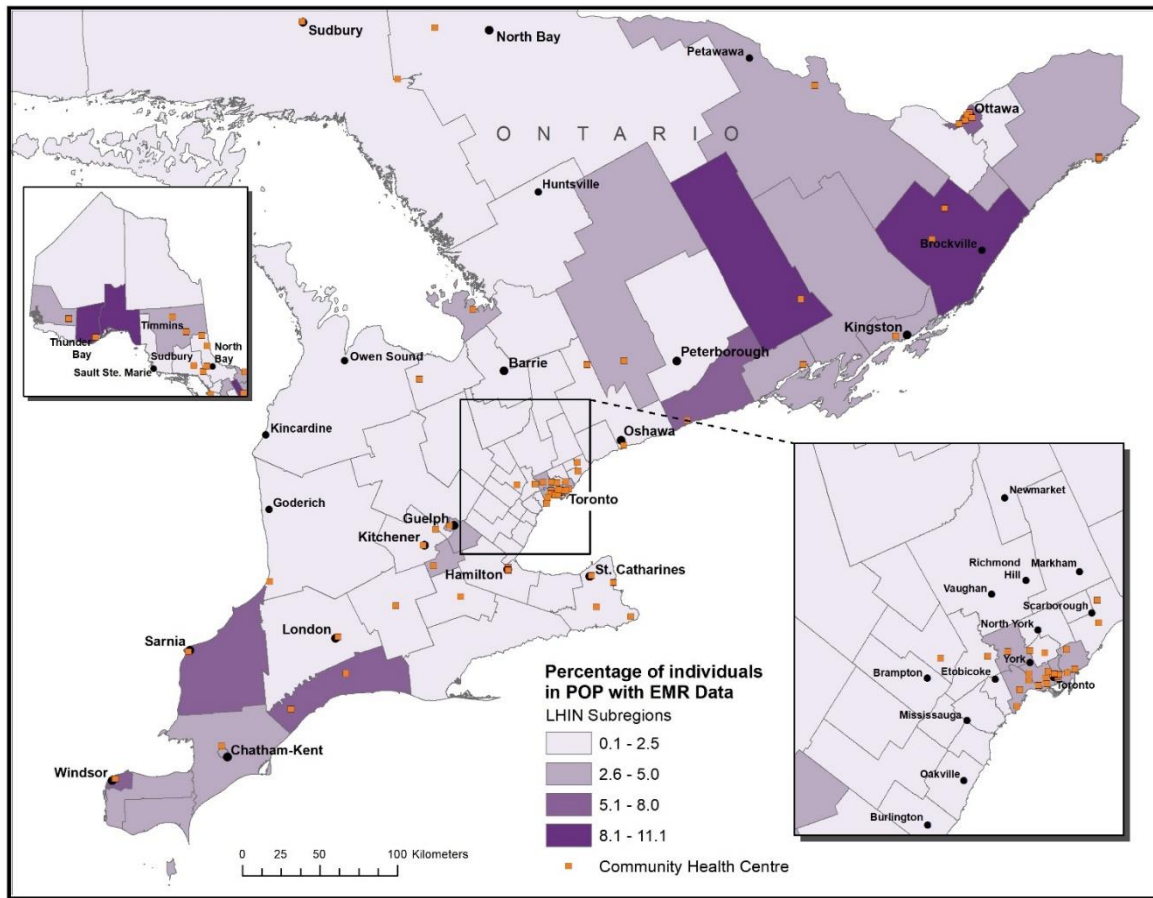 Sudbury
North Bay
Petawawa
Ottawa
ONTARIO
Huntsville
Brockville
Timmins
Thunder
Bay
Sudbury
North
Bay
Sault Ste. Marie
Owen Sound
Barrie
Peterborough
Kingston
Kincardine
Oshawa
Goderich
Guelph
Toronto
Kitchener
Hamilton
St. Catharines
Newmarket
Richmond
Hill
Markham
Vaughan
Scarborough
North York
York
Brampton
Etobicoke
Toronto
Mississauga
Oakville
Burlington
London
Sarnia
Chatham-Kent
Windsor
Percentage of individuals
in POP with EMR Data
LHIN Subregions
0.1 - 2.5
2.6 - 5.0
5.1 - 8.0
8.1 - 11.1
Community Health Centre
0 25 50 100 Kilometers